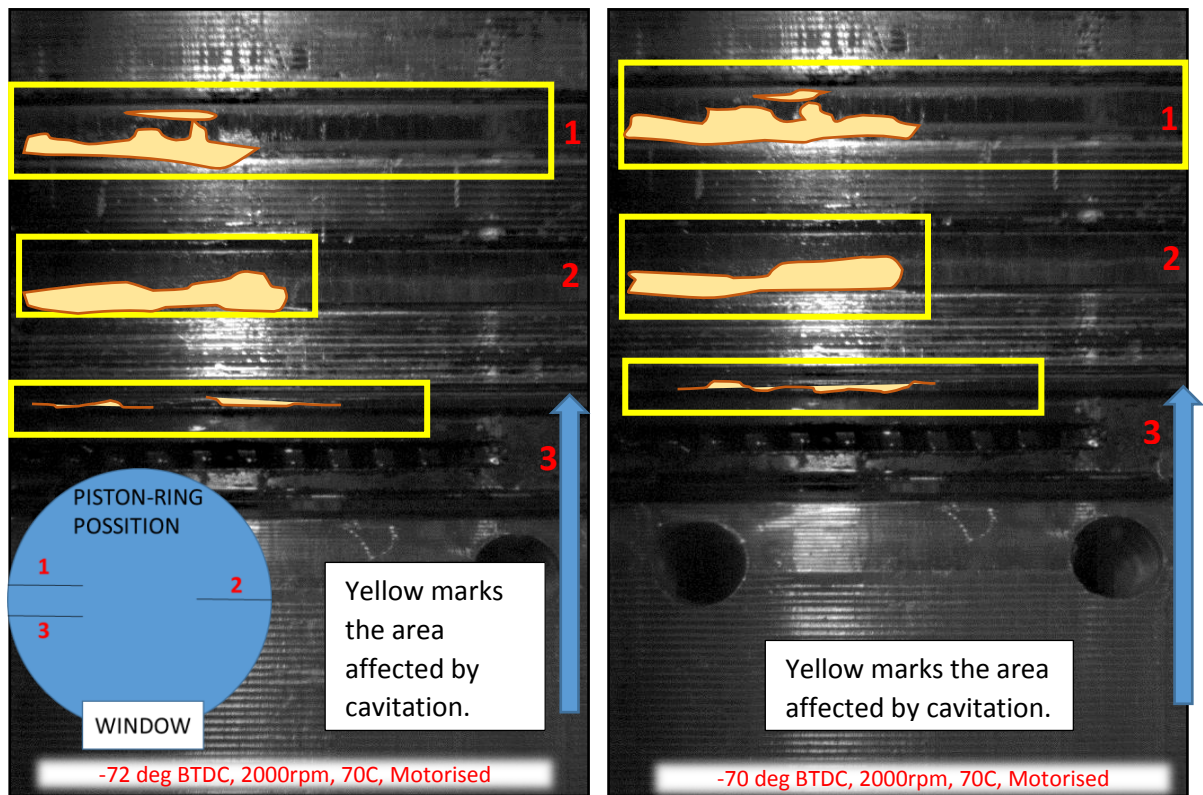 1
2
3
PISTON-RING
POSSITION
1
2
3
WINDOW
Yellow marks
the area
affected by
cavitation.
-72 deg BTDC, 2000rpm, 70C, Motorised
1
2
3
Yellow marks the area
affected by cavitation.
-70 deg BTDC, 2000rpm, 70C, Motorised